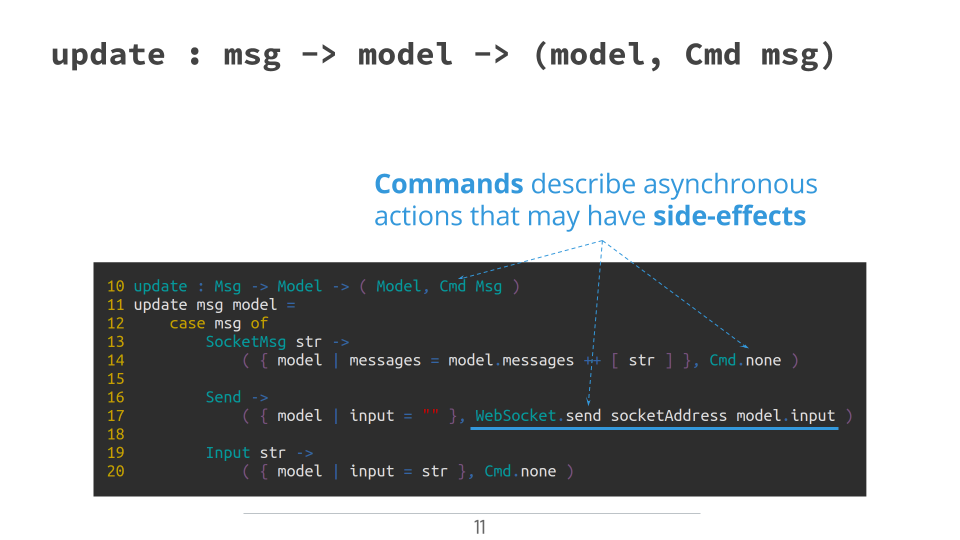 update : msg -> model -> (model, Cmd msg)
Commands describe asynchronous
actions that may have side-effects
10 update : Msg -> Model -> ( Model, Cmd Msg )
11 update msg model =
12     case msg of
13         SocketMsg str ->
14             ( { model | messages = model.messages ++ [ str ] }, Cmd.none )
15
16         Send ->
17             ( { model | input = "" }, WebSocket.send socketAddress model.input )
18
19         Input str ->
20             ( { model | input = str }, Cmd.none )
11